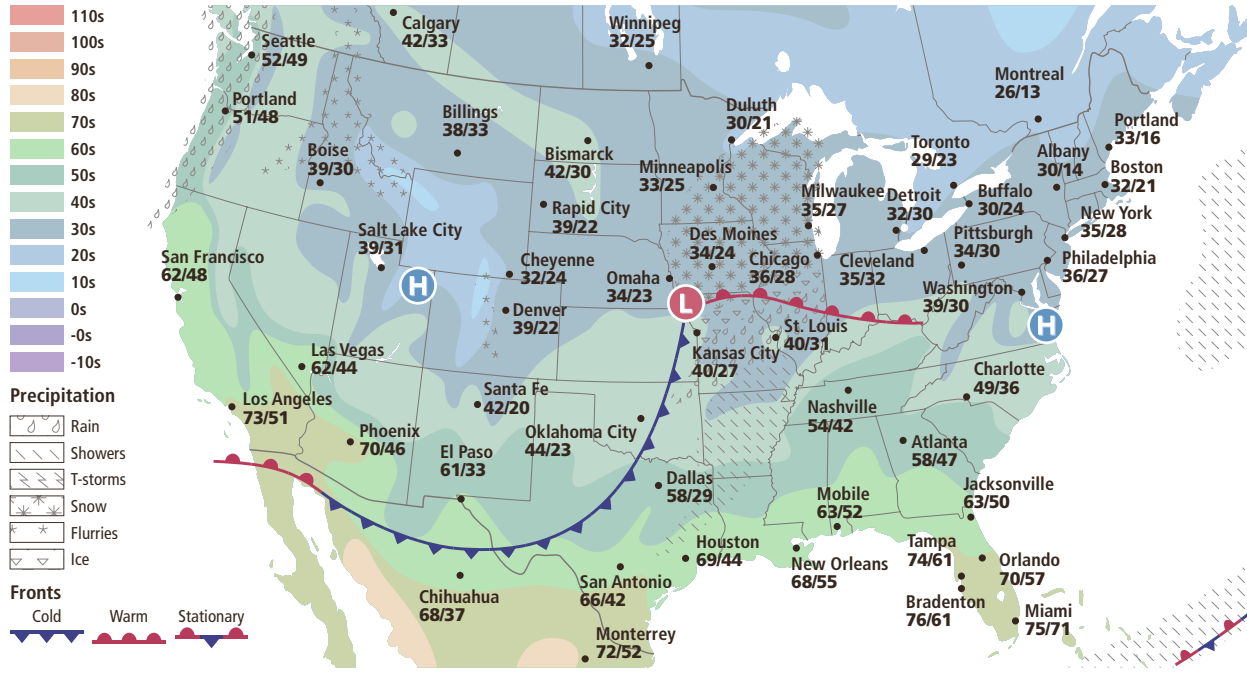 110s
100s
90s
80s
70s
60s
50s
40s
30s
20s
10s
0s
-0s
-10s
Precipitation
Rain
Showers
T-storms
Snow
Flurries
Ice
Fronts
Cold
Warm
Stationary
Calgary
42/33
Winnipeg
32/25
Seattle
52/49
Montreal
26/13
Portland
51/48
Billings
38/33
Duluth
30/21
Portland
33/16
Boise
39/30
Bismarck
42/30
Minneapolis
33/25
Toronto
29/23
Albany
30/14
Boston
32/21
Milwaukee
35/27
Detroit
32/30
Buffalo
30/24
Rapid City
39/22
New York
35/28
Salt Lake City
39/31
Des Moines
34/24
Pittsburgh
34/30
San Francisco
62/48
Cheyenne
32/24
Chicago
36/28
Cleveland
35/32
Philadelphia
36/27
Omaha
34/23
Washington
39/30
H
L
H
Denver
39/22
St. Louis
40/31
Las Vegas
62/44
Kansas City
40/27
Charlotte
49/36
Los Angeles
73/51
Santa Fe
42/20
Nashville
54/42
Phoenix
70/46
Oklahoma City
44/23
Atlanta
58/47
El Paso
61/33
Dallas
58/29
Mobile
63/52
Jacksonville
63/50
Houston
69/44
Tampa
74/61
Orlando
70/57
New Orleans
68/55
San Antonio
66/42
Chihuahua
68/37
Bradenton
76/61
Miami
75/71
Monterrey
72/52